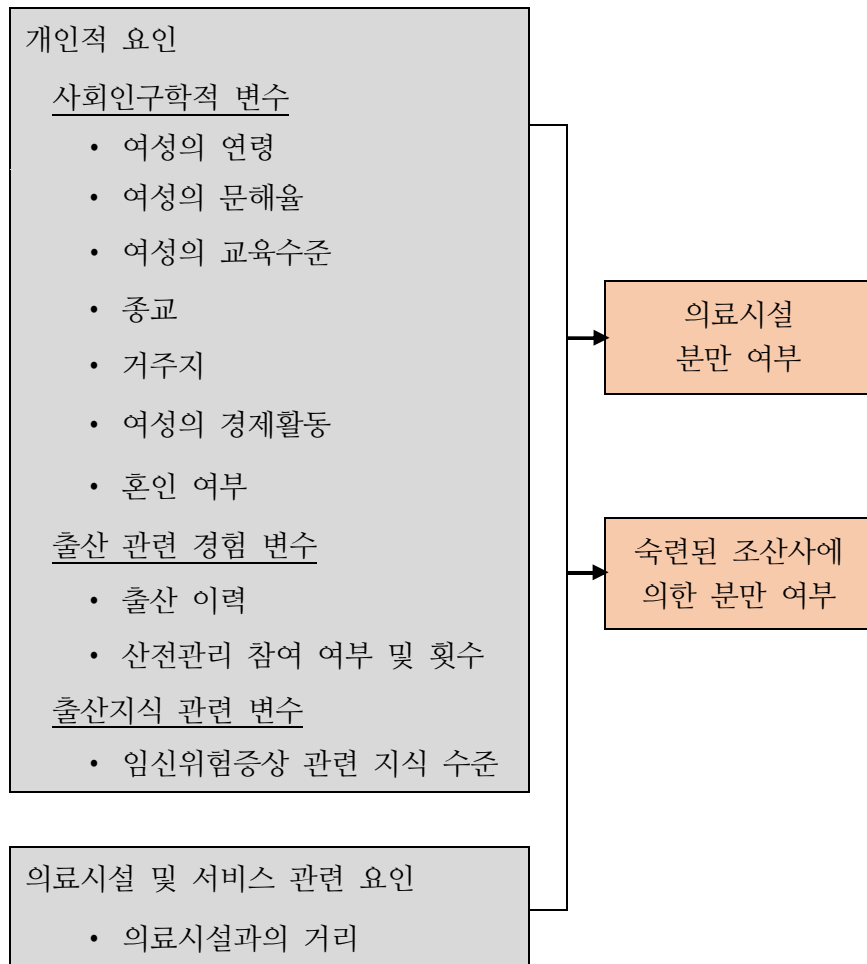 개인적 요인
사회인구학적 변수
• 여성의 연령
• 여성의 문해율
• 여성의 교육수준
• 종교
• 거주지
• 여성의 경제활동
• 혼인 여부
출산 관련 경험 변수
• 출산 이력
• 산전관리 참여 여부 및 횟수
출산지식 관련 변수
• 임신위험증상 관련 지식 수준
의료시설 및 서비스 관련 요인
• 의료시설과의 거리
의료시설
분만 여부
숙련된 조산사에
의한 분만 여부